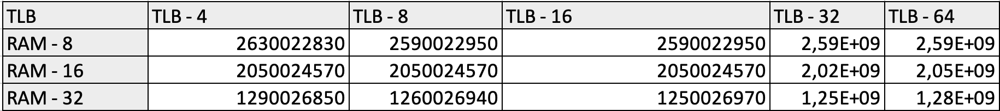 TLB TLB - 4 TLB - 8 TLB - 16 TLB - 32 TLB - 64
RAM - 8 2630022830 2590022950 2590022950 2,59E+09 2,59E+09
RAM - 16 2050024570 2050024570 2050024570 2,02E+09 2,05E+09
RAM - 32 1290026850 1260026940 1250026970 1,25E+09 1,28E+09